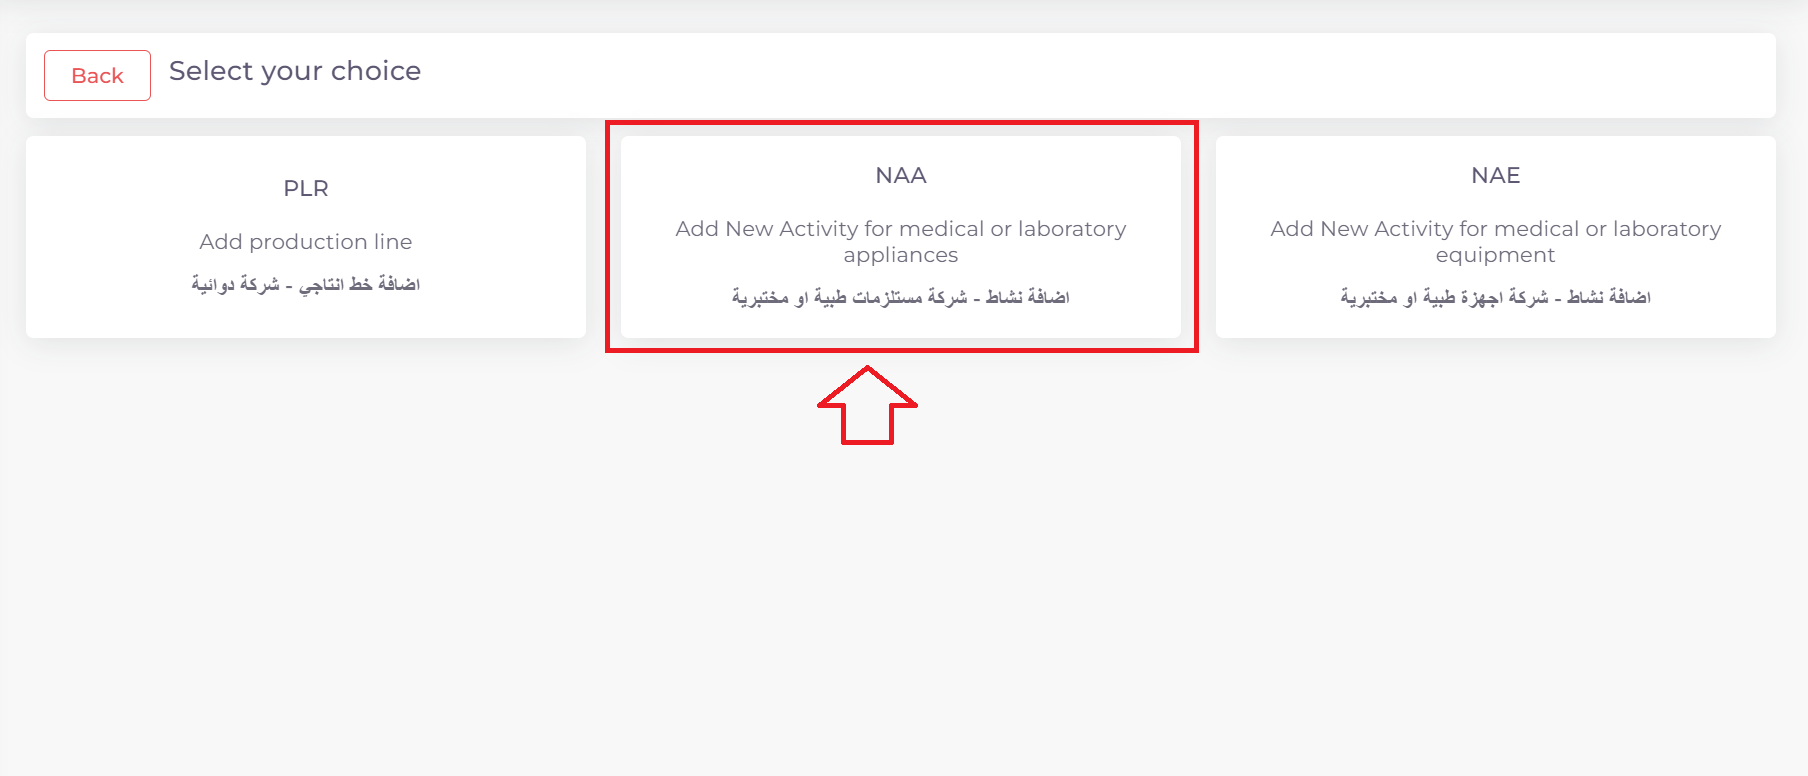 Back
Select your choice
PLR
Add production line
اضافة خط انتاجي - شركة دوائية
NAA
Add New Activity for medical or laboratory
appliances
اضافة نشاط - شركة مستلزمات طبية او مختبرية
NAE
Add New Activity for medical or laboratory
equipment
اضافة نشاط - شركة اجهزة طبية او مختبرية